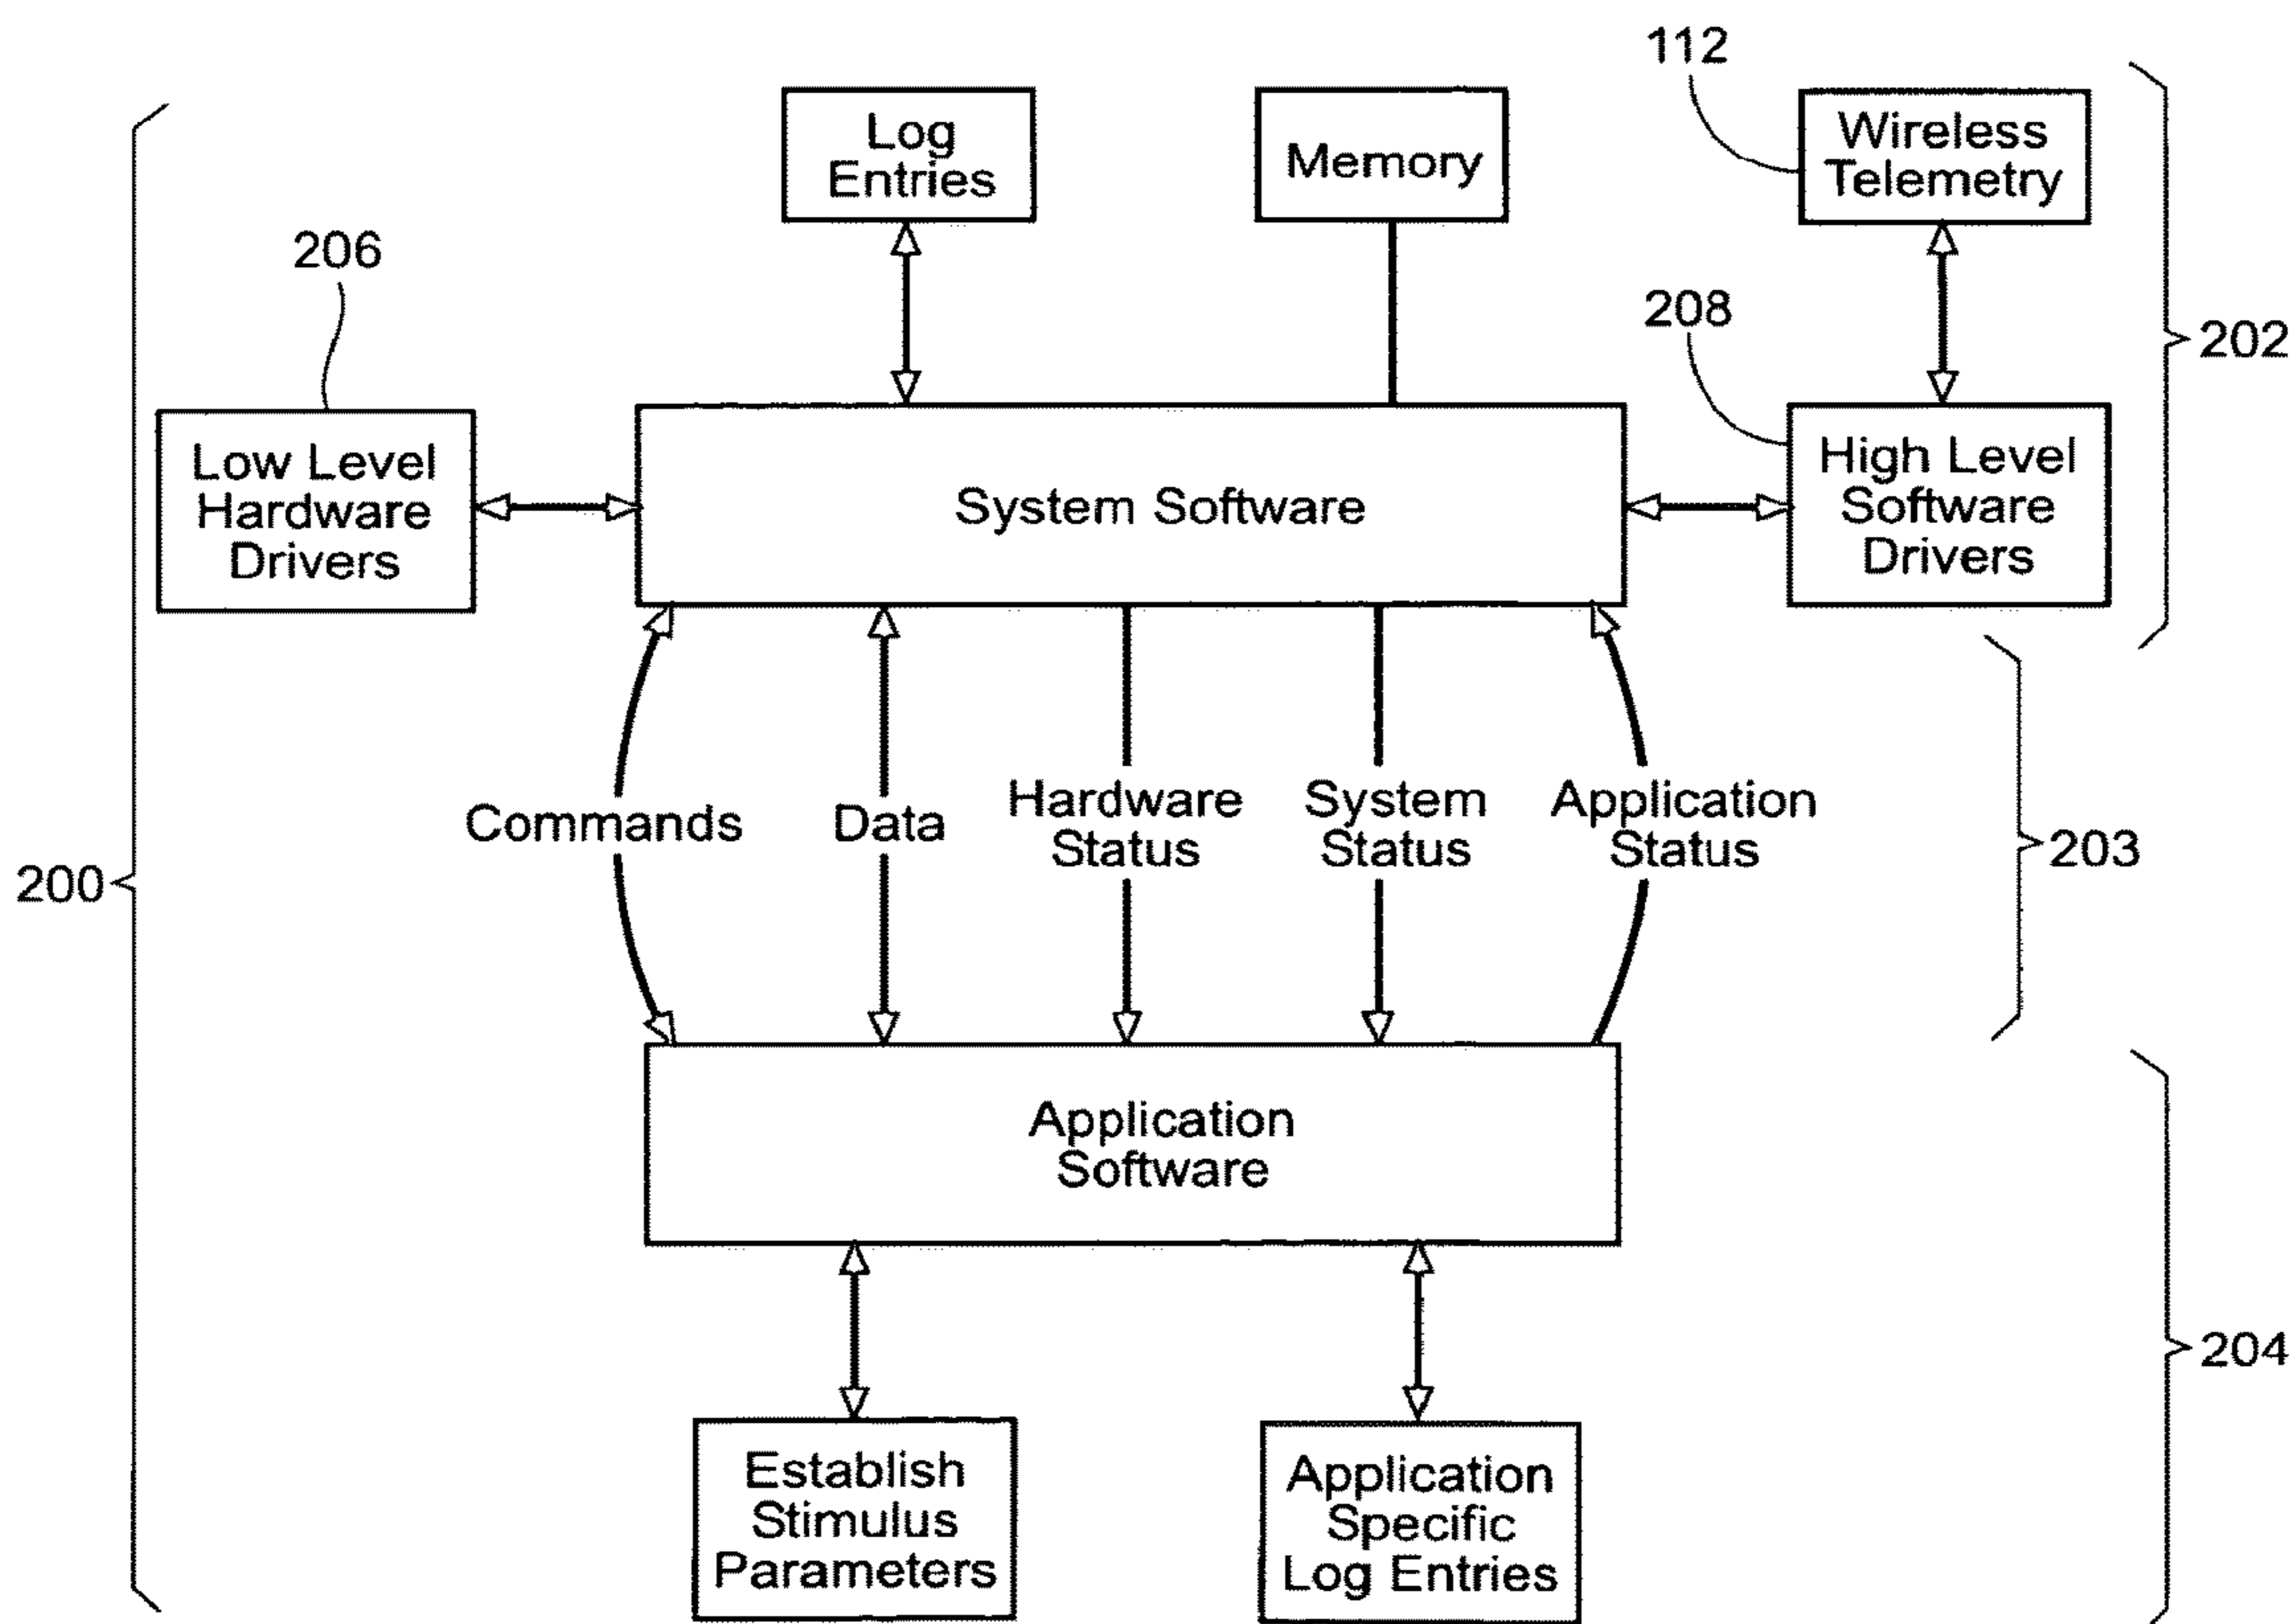 112
Log
Entries
Memory
Wireless
Telemetry
206
208
202
Low Level
Hardware
Drivers
System Software
High Level
Software
Drivers
Commands
Data
Hardware
Status
System
Status
Application
Status
203
200
Application
Software
204
Establish
Stimulus
Parameters
Application
Specific
Log Entries